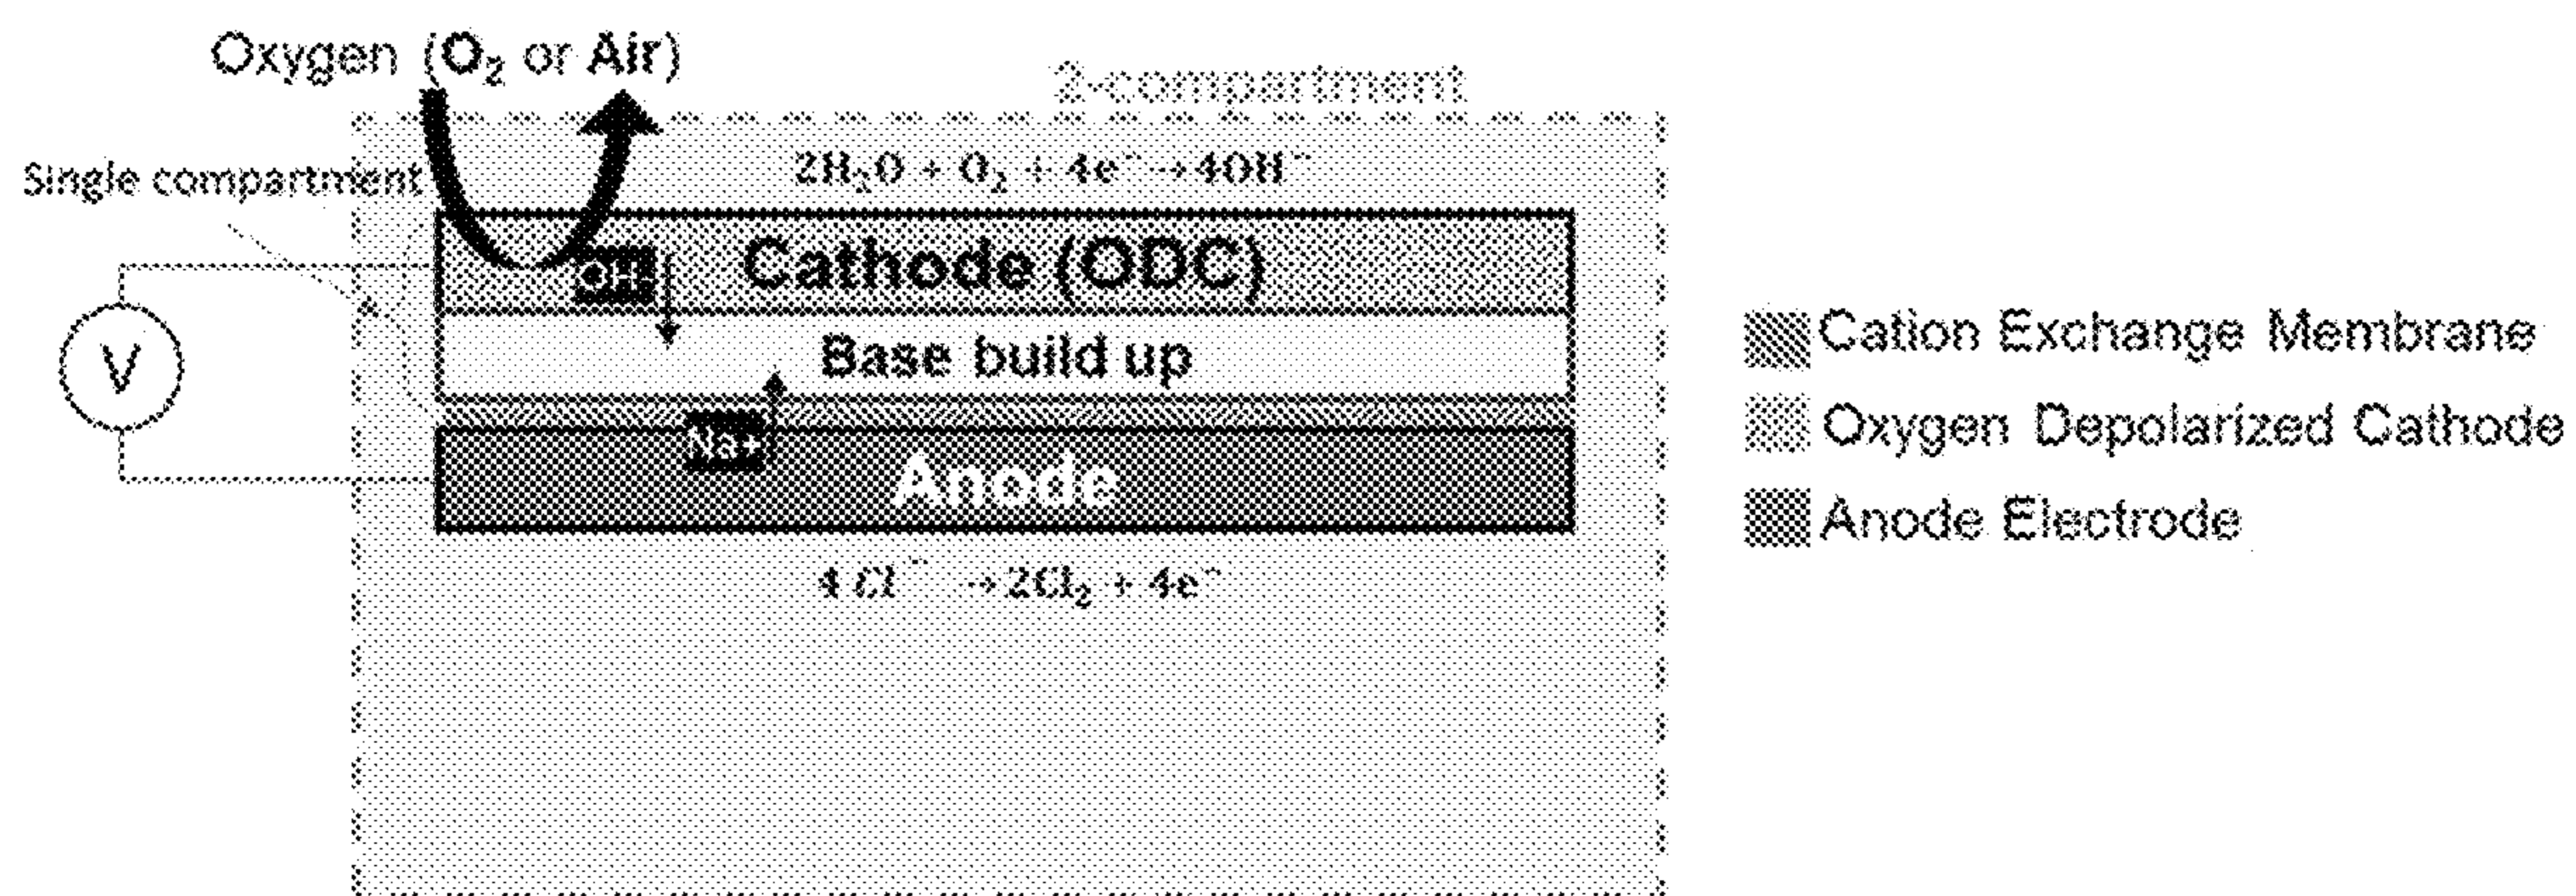 Oxygen (O₂ or Air)
2-compartment
Single compartment
2H₂O + O₂ + 4e⁻ → 4OH⁻
Cathode (ODC)
OH-
Base build up
V
Na+
Anode
4 Cl⁻ → 2Cl₂ + 4e⁻
Cation Exchange Membrane
Oxygen Depolarized Cathode
Anode Electrode